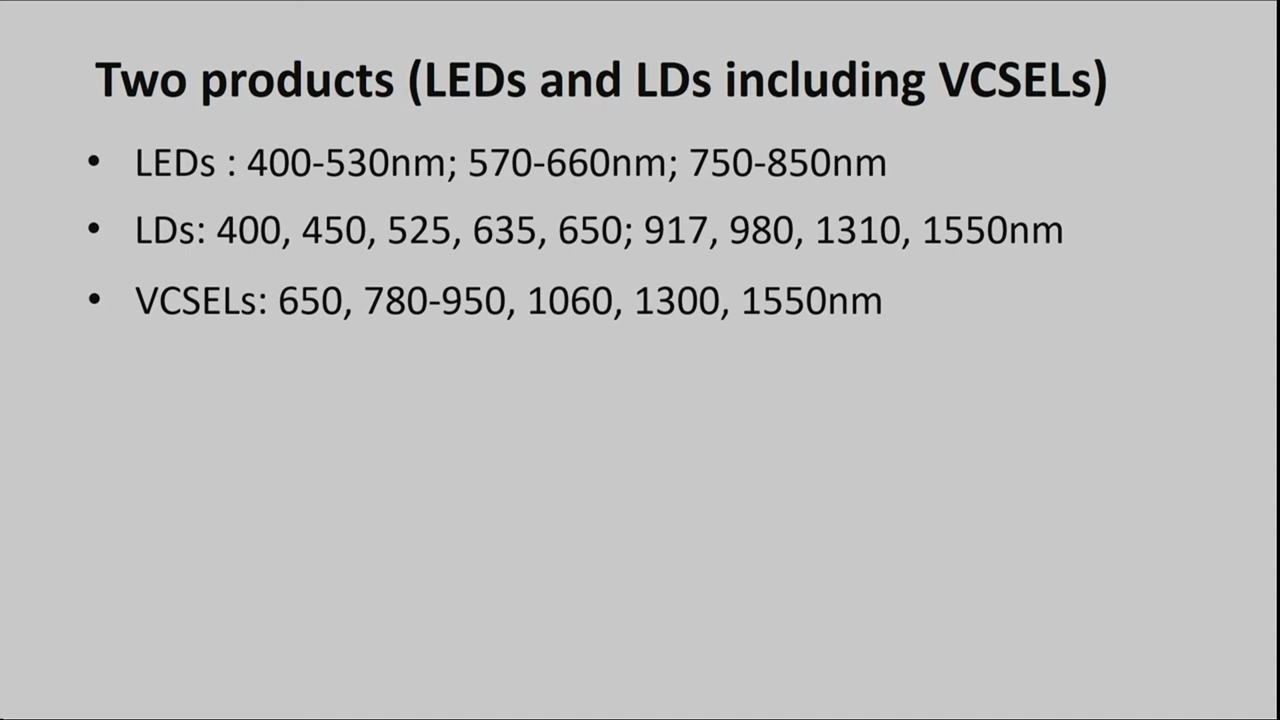 Two products (LEDs and LDs including VCSELs)
• LEDs : 400-530nm; 570-660nm; 750-850nm
• LDs: 400, 450, 525, 635, 650; 917, 980, 1310, 1550nm
• VCSELs: 650, 780-950, 1060, 1300, 1550nm